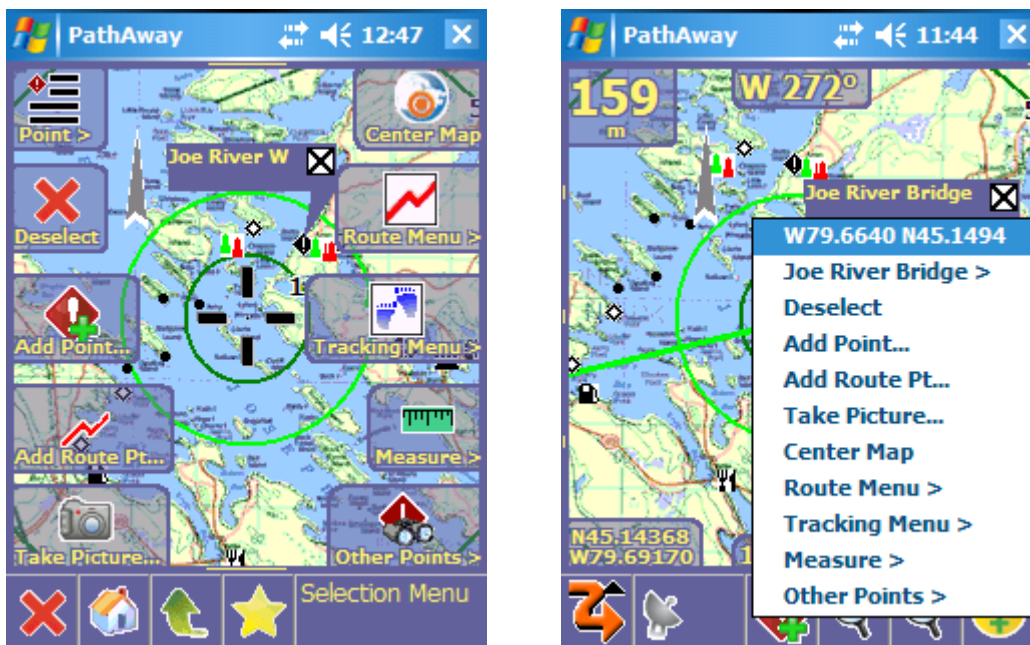 PathAway
12:47
Point >
Center Map
Joe River W
Deselect
Route Menu >
1
Add Point...
Tracking Menu >
Add Route Pt...
Measure >
Take Picture...
Other Points >
Selection Menu
PathAway
11:44
159
m
W 272°
Joe River Bridge
W79.6640 N45.1494
Joe River Bridge >
Deselect
Add Point...
Add Route Pt...
Take Picture...
Center Map
Route Menu >
Tracking Menu >
Measure >
Other Points >
N45.14368
W79.69170